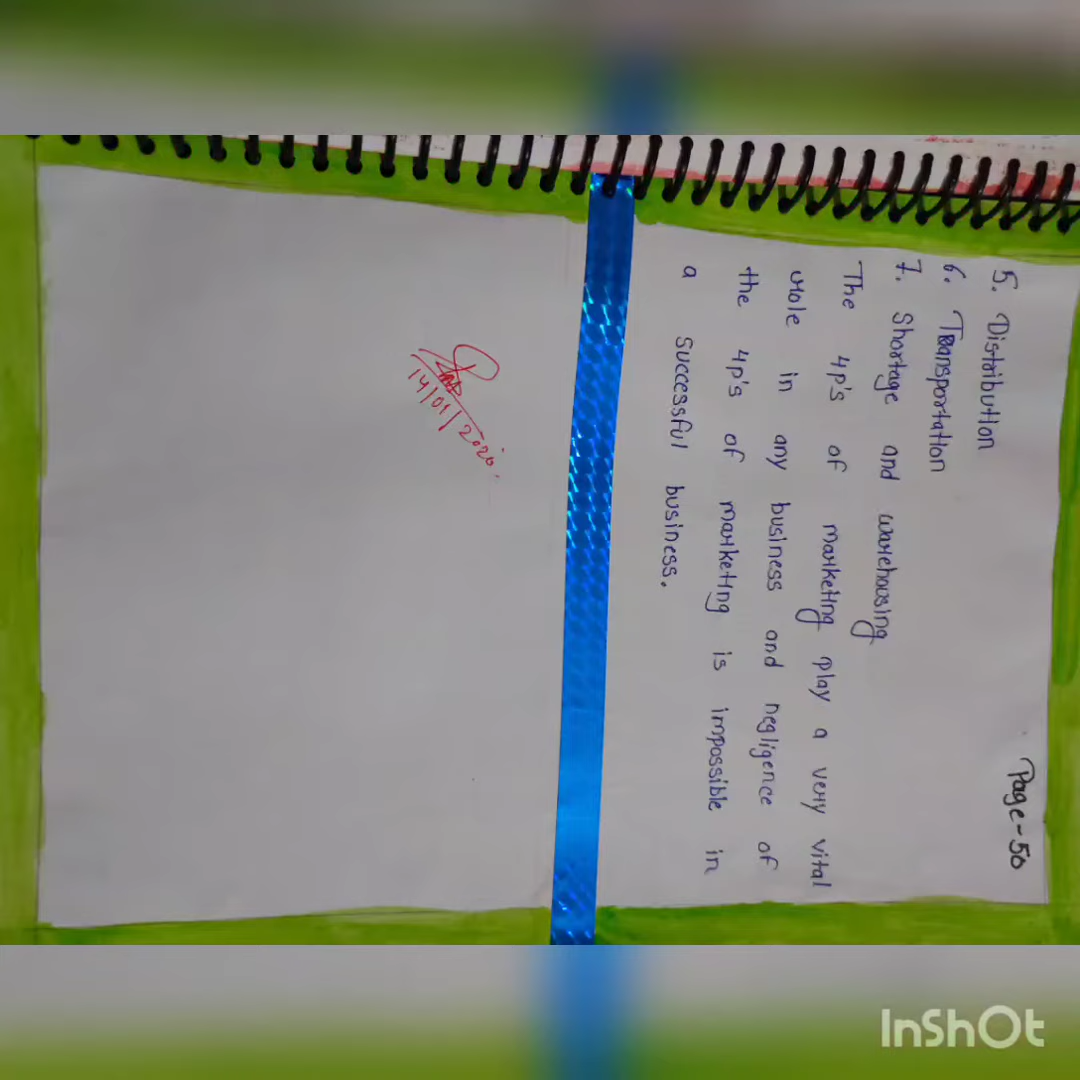 Page-50
5. Distribution
6. Transportation
7. Shortage and warehousing
The 4p's of marketing play a very vital
role in any business and negligence of
the 4p's of marketing is impossible in
a successful business.
14/01/2020.
InShOt